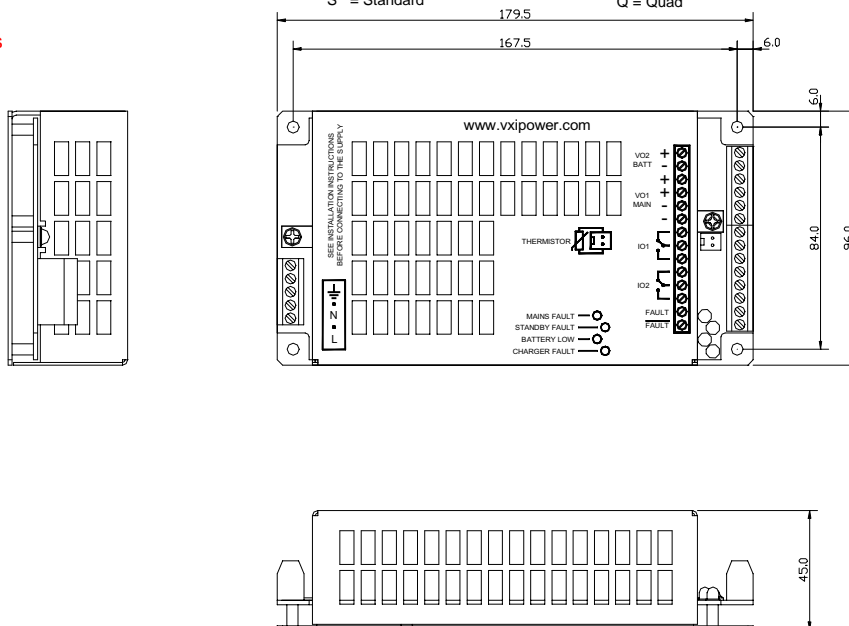 S = Standard
Q = Quad
179.5
s
167.5
6.0
6.0
www.vxipower.com
SEE INSTALLATION INSTRUCTIONS
BEFORE CONNECTING TO THE SUPPLY
VO2 +
BATT -
+
VO1 +
MAIN -
-
THERMISTOR
IO1
84.0
96.0
IO2
N
L
MAINS FAULT
STANDBY FAULT
BATTERY LOW
CHARGER FAULT
FAULT
FAULT
45.0